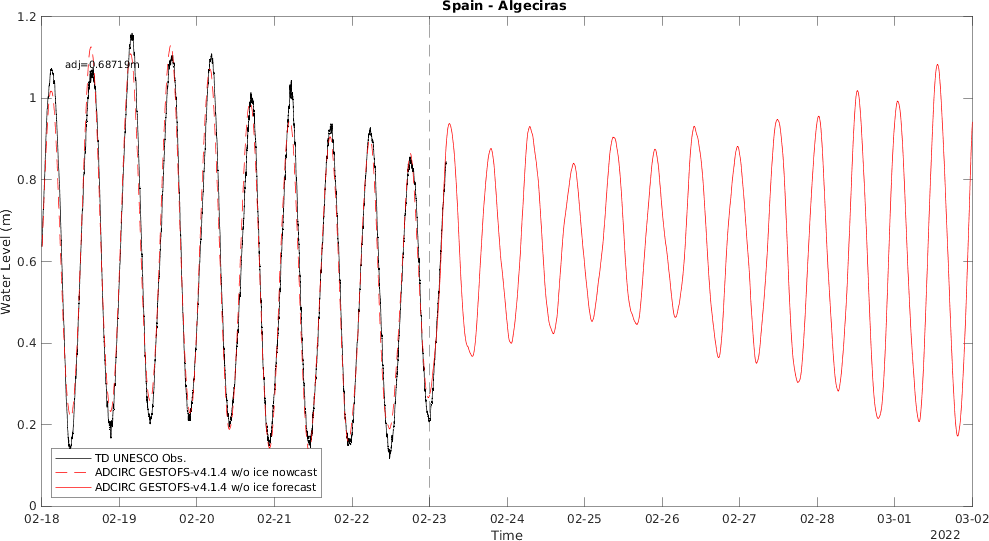 Spain - Algeciras
1.2
adj=0.68719m
1
0.8
0.6
0.4
0.2
0
Water Level (m)
TD UNESCO Obs.
ADCIRC GESTOFS-v4.1.4 w/o ice nowcast
ADCIRC GESTOFS-v4.1.4 w/o ice forecast
02-18 02-19 02-20 02-21 02-22 02-23 02-24 02-25 02-26 02-27 02-28 03-01 03-02
Time
2022